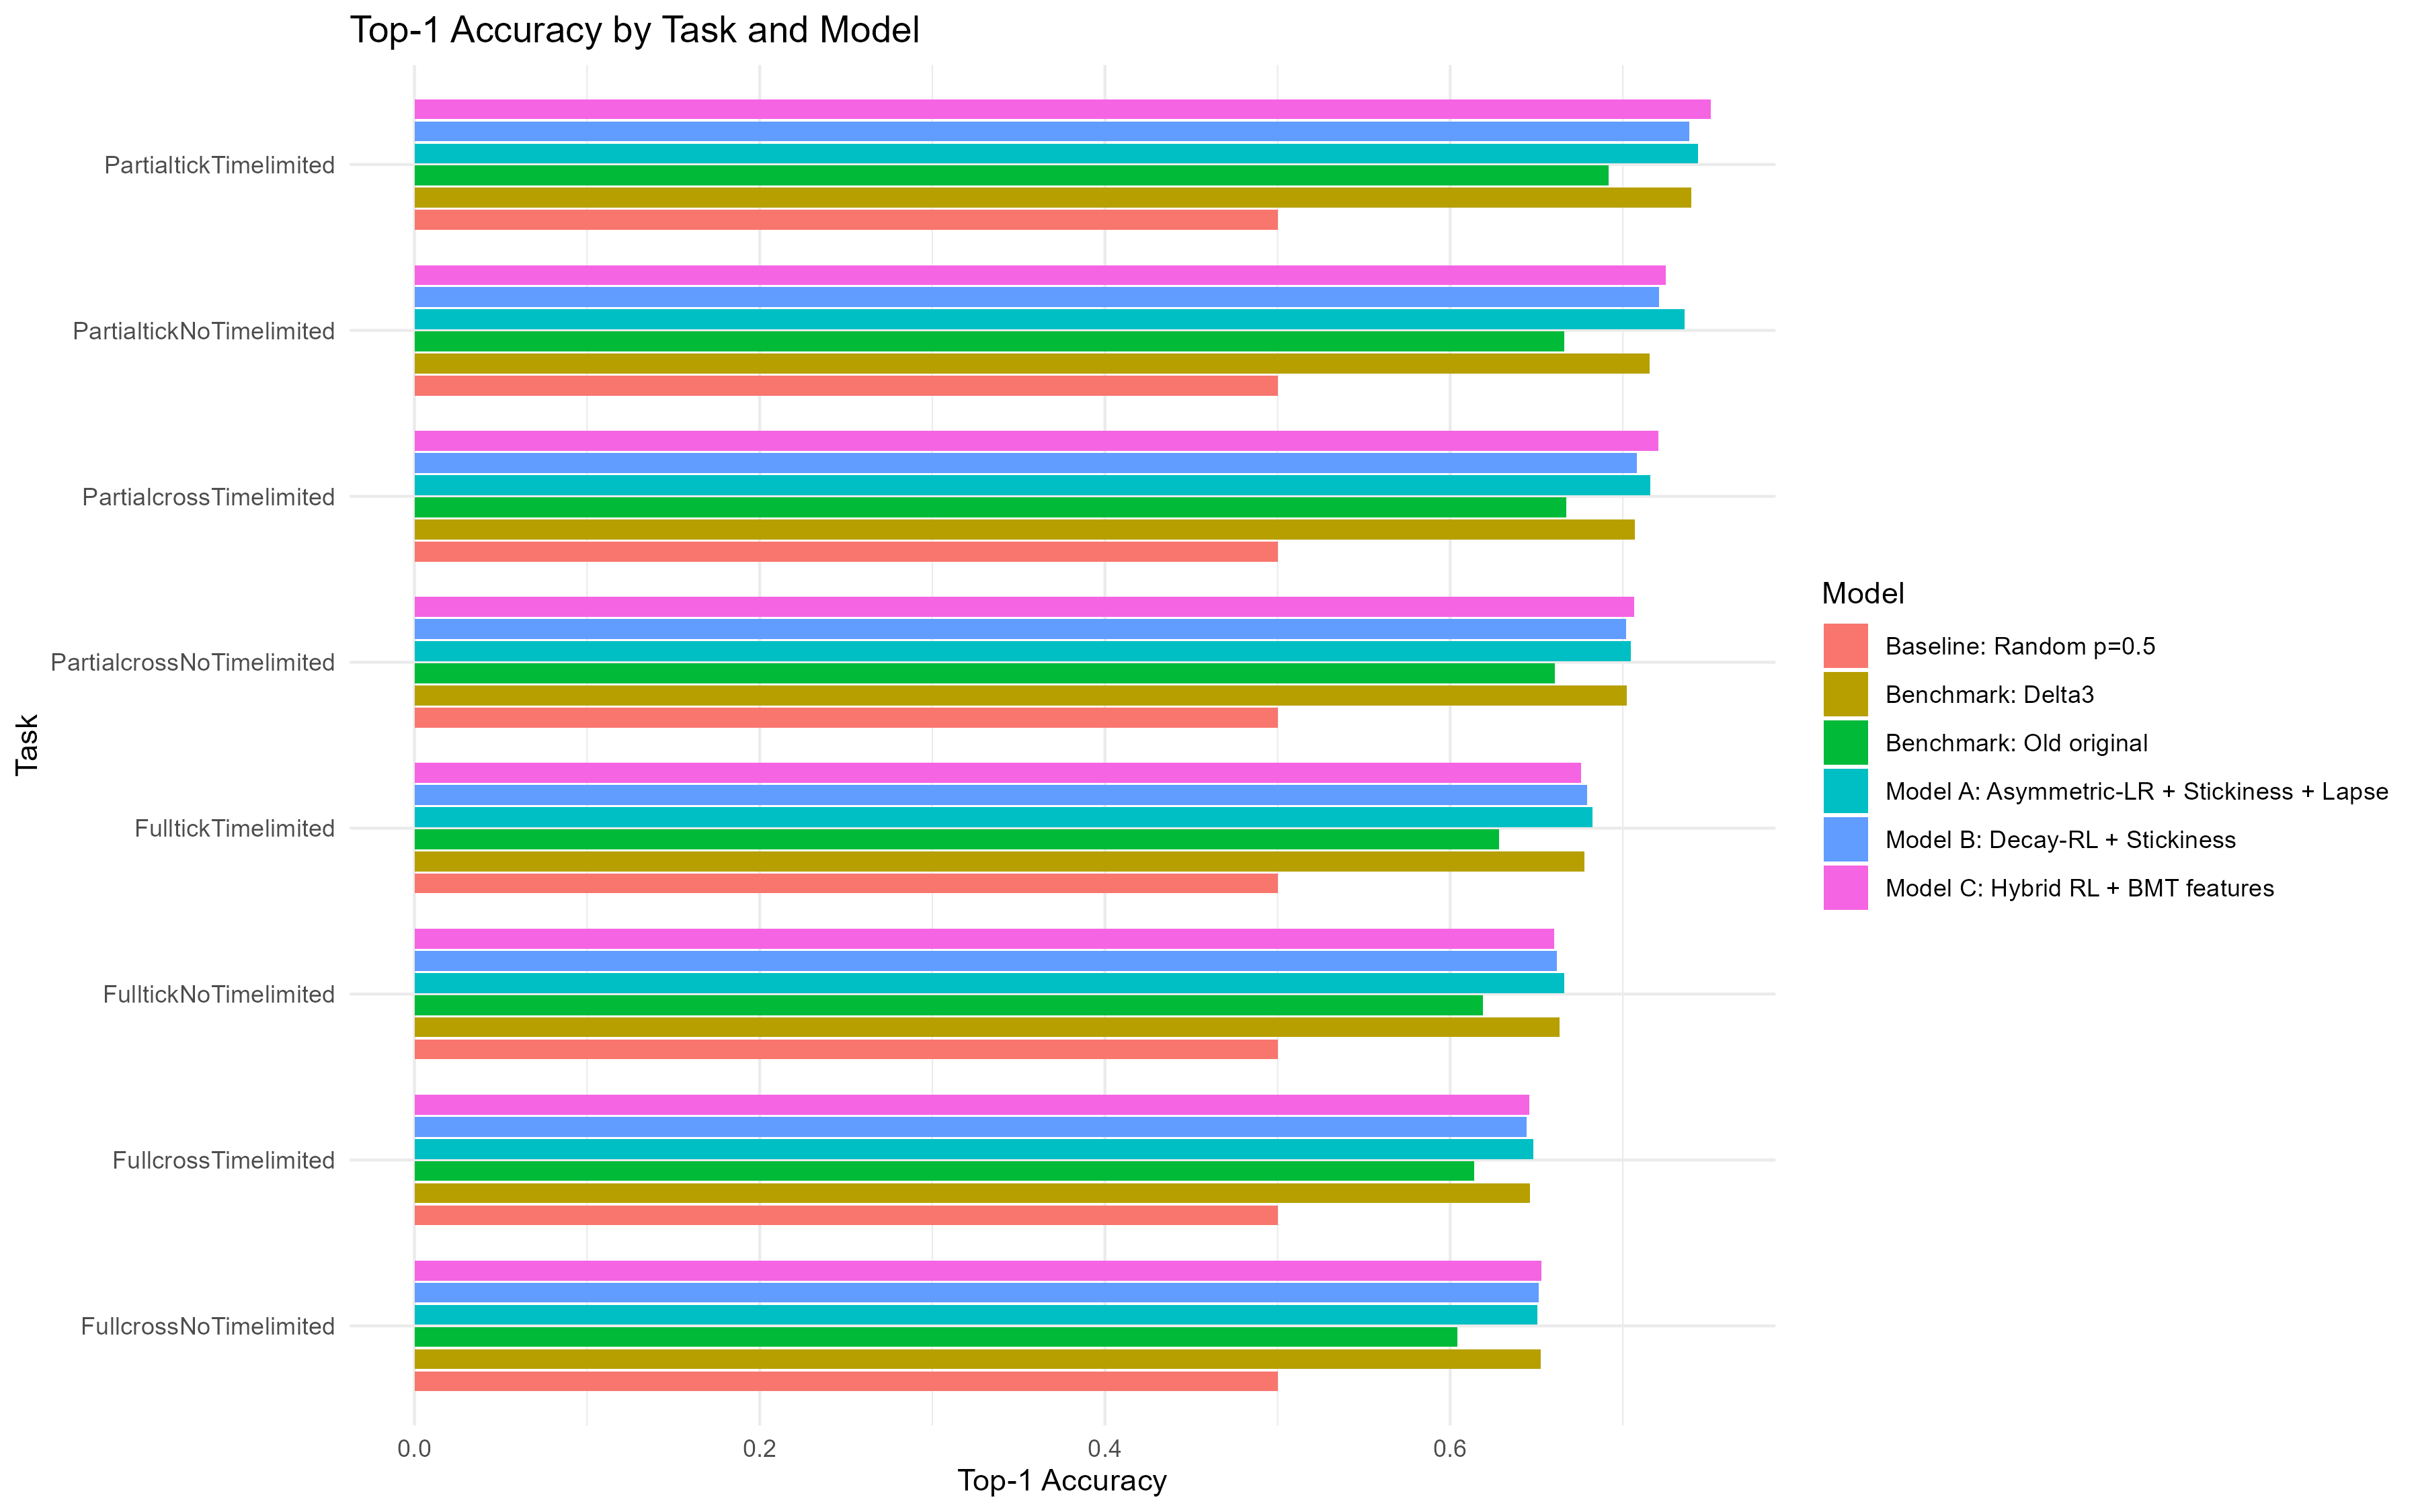 Top-1 Accuracy by Task and Model
PartialtickTimelimited
PartialtickNoTimelimited
PartialcrossTimelimited
PartialcrossNoTimelimited
FulltickTimelimited
FulltickNoTimelimited
FullcrossTimelimited
FullcrossNoTimelimited
Task
0.0 0.2 0.4 0.6
Top-1 Accuracy
Model
Baseline: Random p=0.5
Benchmark: Delta3
Benchmark: Old original
Model A: Asymmetric-LR + Stickiness + Lapse
Model B: Decay-RL + Stickiness
Model C: Hybrid RL + BMT features